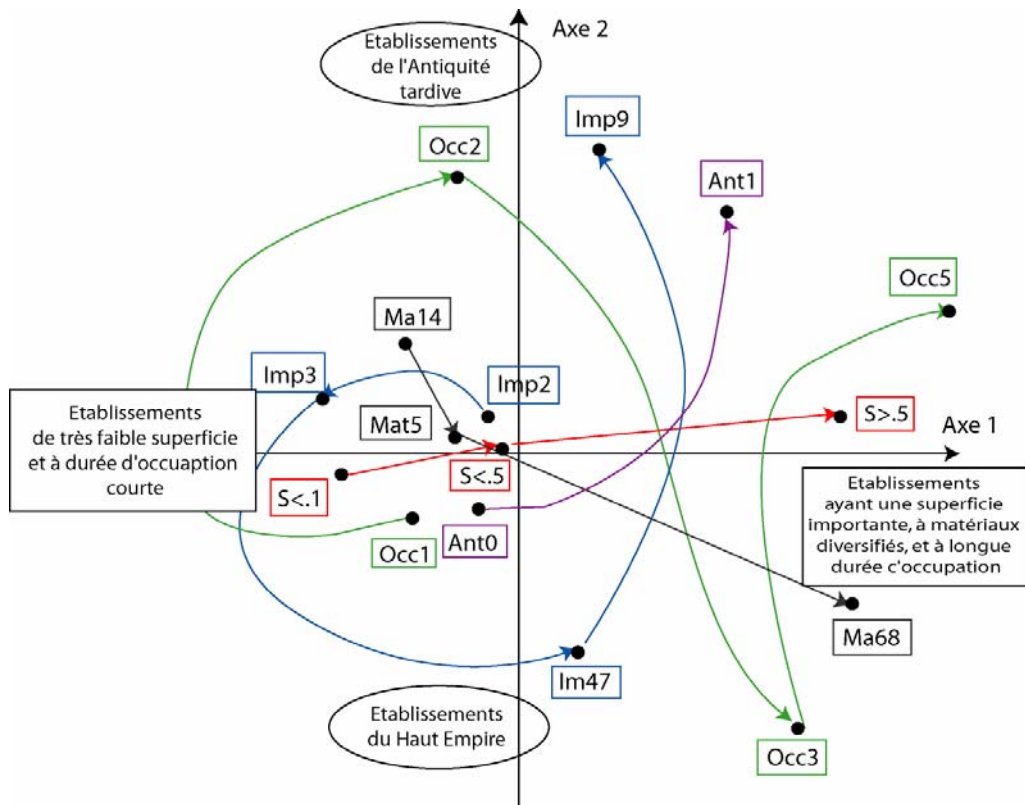 Axe 2
Etablissements
de l'Antiquité
tardive
Imp9
Occ2
Ant1
Occ5
Ma14
Imp3
Imp2
S>.5
Axe 1
Mat5
Etablissements
de très faible superficie
et à durée d'occuaption
courte
S<.5
S<.1
Etablissements
ayant une superficie
importante, à matériaux
diversifiés, et à longue
durée c'occupation
Occ1
Ant0
Ma68
Im47
Etablissements
du Haut Empire
Occ3